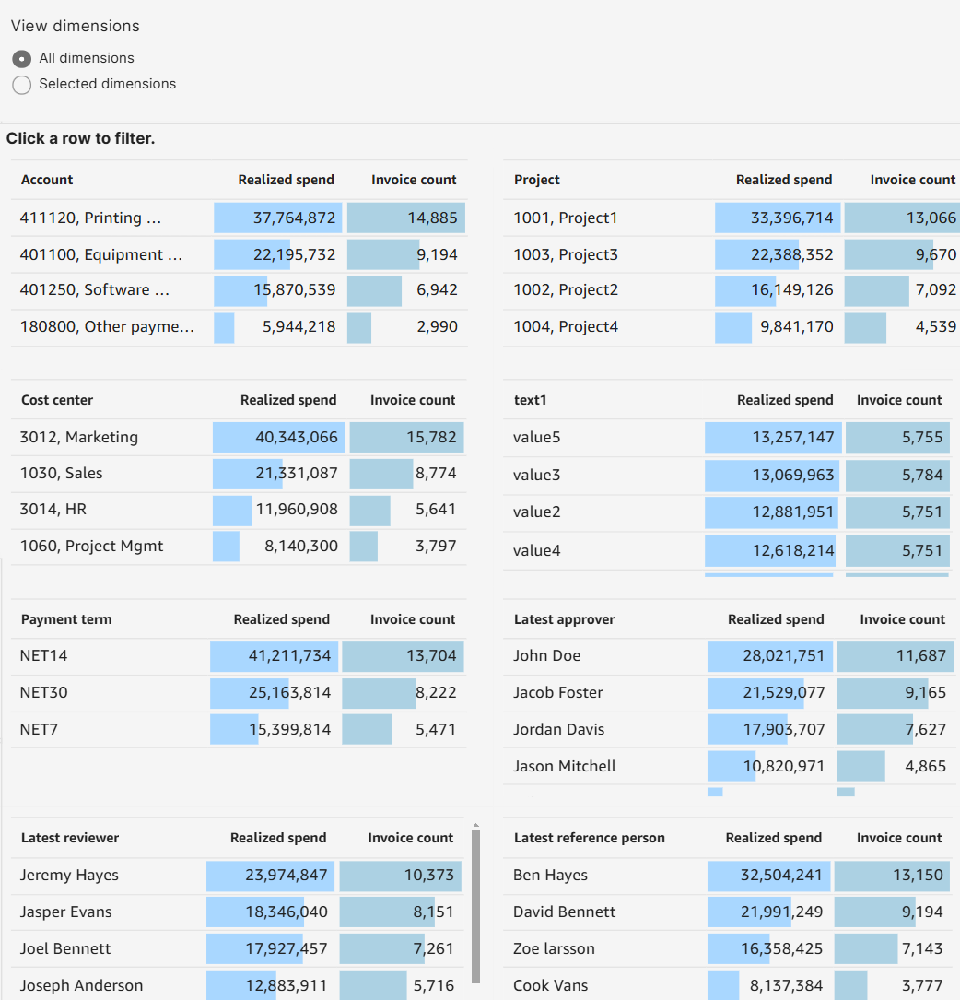 View dimensions
All dimensions
Selected dimensions
Click a row to filter.
Account Realized spend Invoice count
411120, Printing ... 37,764,872 14,885
401100, Equipment ... 22,195,732 9,194
401250, Software ... 15,870,539 6,942
180800, Other payme... 5,944,218 2,990
Project Realized spend Invoice count
1001, Project1 33,396,714 13,066
1003, Project3 22,388,352 9,670
1002, Project2 16,149,126 7,092
1004, Project4 9,841,170 4,539
Cost center Realized spend Invoice count
3012, Marketing 40,343,066 15,782
1030, Sales 21,331,087 8,774
3014, HR 11,960,908 5,641
1060, Project Mgmt 8,140,300 3,797
text1 Realized spend Invoice count
value5 13,257,147 5,755
value3 13,069,963 5,784
value2 12,881,951 5,751
value4 12,618,214 5,751
Payment term Realized spend Invoice count
NET14 41,211,734 13,704
NET30 25,163,814 8,222
NET7 15,399,814 5,471
Latest approver Realized spend Invoice count
John Doe 28,021,751 11,687
Jacob Foster 21,529,077 9,165
Jordan Davis 17,903,707 7,627
Jason Mitchell 10,820,971 4,865
Latest reviewer Realized spend Invoice count
Jeremy Hayes 23,974,847 10,373
Jasper Evans 18,346,040 8,151
Joel Bennett 17,927,457 7,261
Joseph Anderson 12,883,911 5,716
Latest reference person Realized spend Invoice count
Ben Hayes 32,504,241 13,150
David Bennett 21,991,249 9,194
Zoe larsson 16,358,425 7,143
Cook Vans 8,137,384 3,777